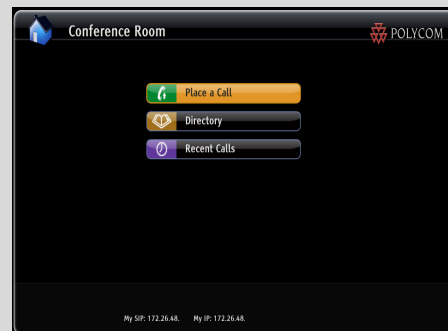 Conference Room
POLYCOM
Place a Call
Directory
Recent Calls
My SIP: 172.26.48. My IP: 172.26.48.